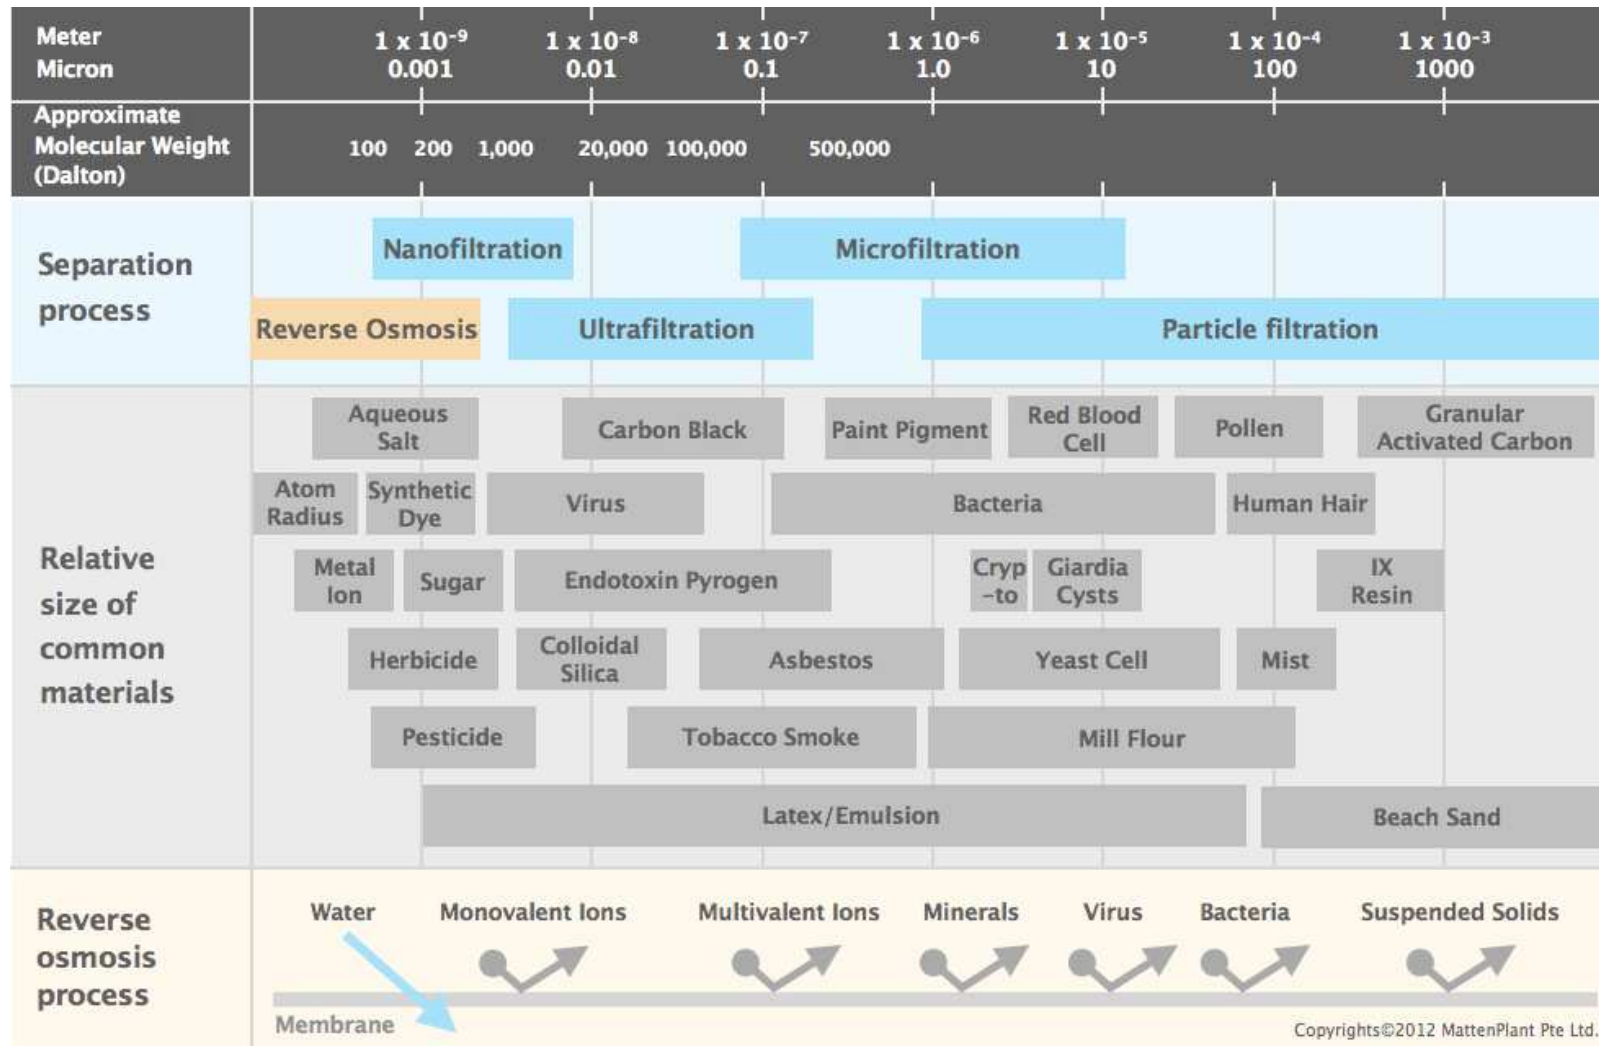 Meter 1 x 10⁻⁹ 1 x 10⁻⁸ 1 x 10⁻⁷ 1 x 10⁻⁶ 1 x 10⁻⁵ 1 x 10⁻⁴ 1 x 10⁻³
Micron 0.001 0.01 0.1 1.0 10 100 1000
Approximate
Molecular Weight 100 200 1,000 20,000 100,000 500,000
(Dalton)
Separation
process
Nanofiltration Microfiltration
Reverse Osmosis Ultrafiltration Particle filtration
Relative
size of
common
materials
Aqueous
Salt
Carbon Black
Paint Pigment
Red Blood
Cell
Pollen
Granular
Activated Carbon
Atom
Radius
Synthetic
Dye
Virus
Bacteria
Human Hair
Metal
Ion
Sugar
Endotoxin Pyrogen
Cryp
-to
Giardia
Cysts
IX
Resin
Herbicide
Colloidal
Silica
Asbestos
Yeast Cell
Mist
Pesticide
Tobacco Smoke
Mill Flour
Latex/Emulsion
Beach Sand
Reverse
osmosis
process
Water Monovalent Ions Multivalent Ions Minerals Virus Bacteria Suspended Solids
Membrane
Copyrights©2012 MattenPlant Pte Ltd.